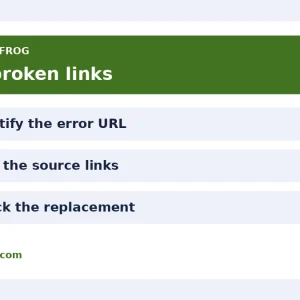 FROG
broken links
tify the error URL
the source links
ck the replacement
com